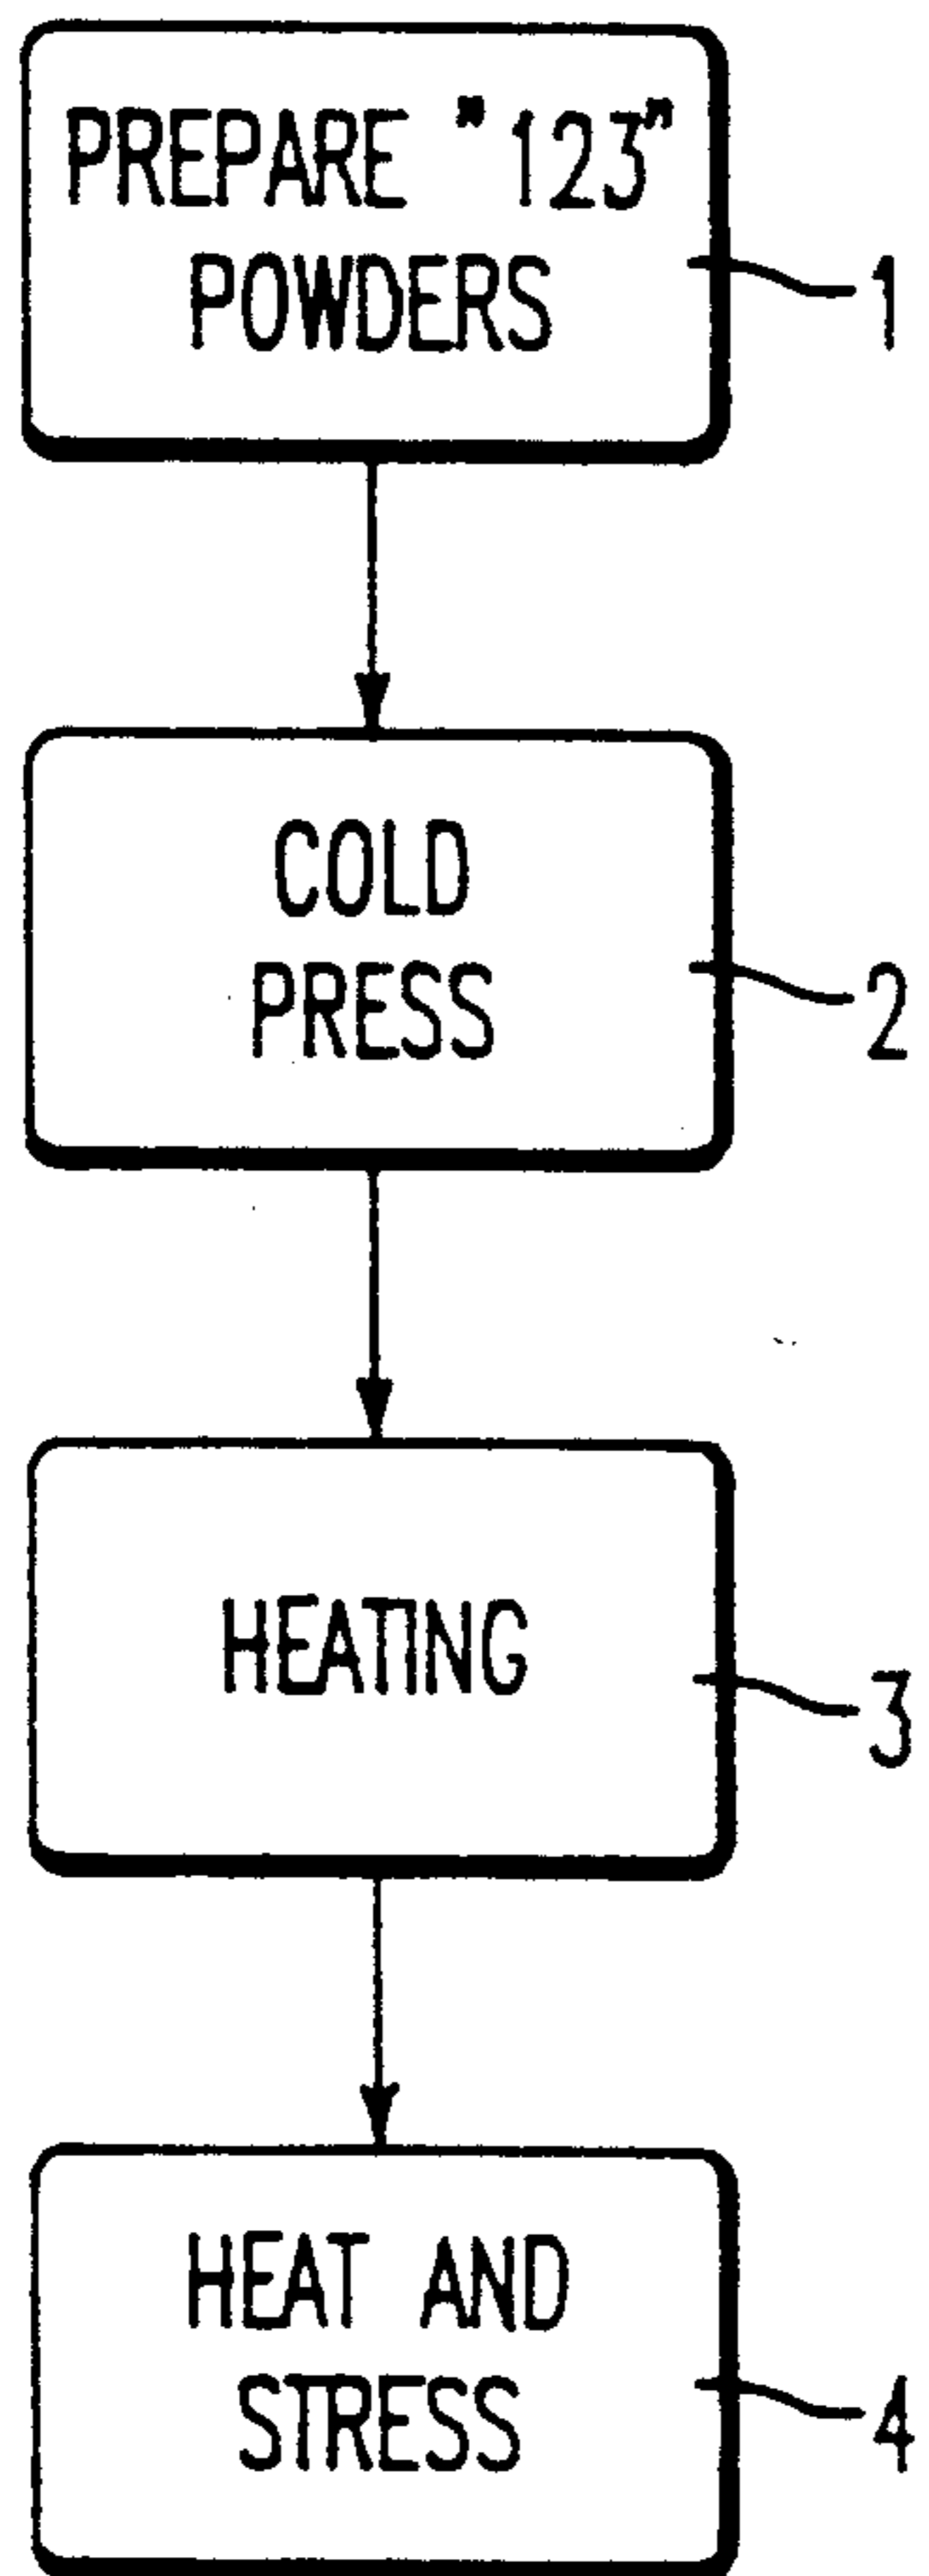 PREPARE "123"
POWDERS
1
COLD
PRESS
2
HEATING
3
HEAT AND
STRESS
4